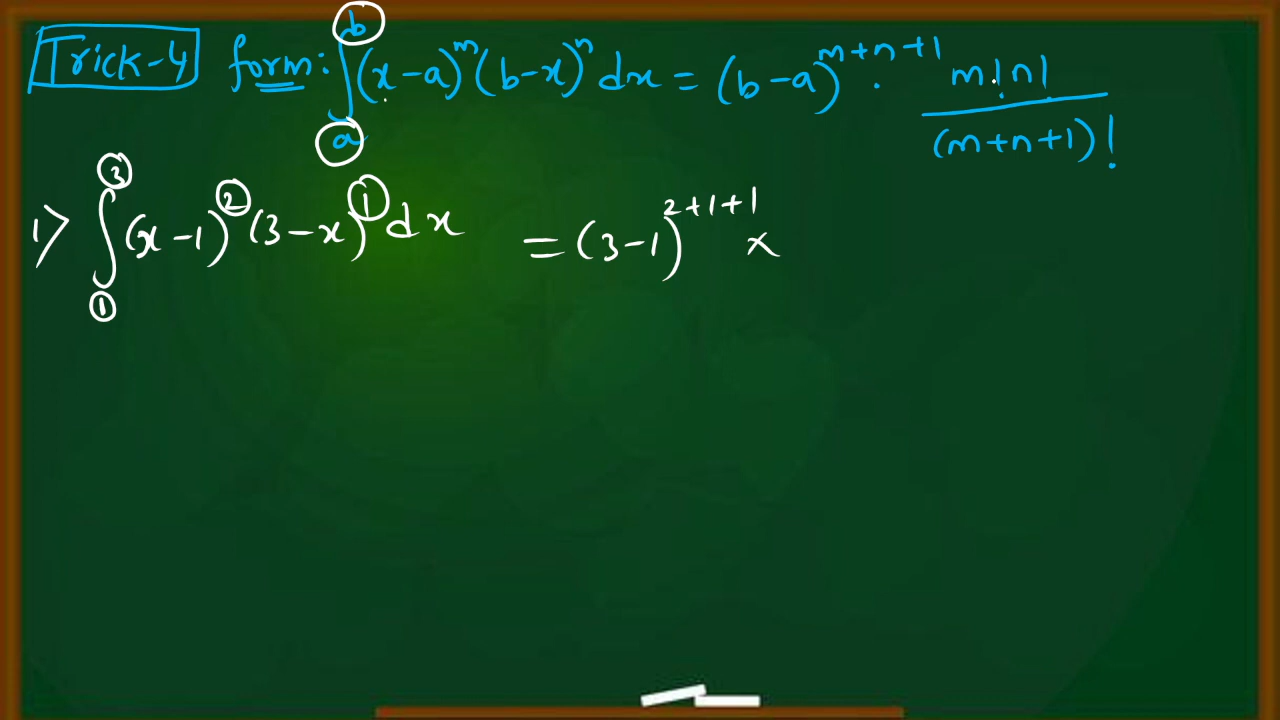 Trick-4 form: ∫ₐᵇ (x-a)ᵐ (b-x)ⁿ dx = (b-a)ᵐ⁺ⁿ⁺¹ · m!n!/(m+n+1)!
1> ∫₁³ (x-1)² (3-x)¹ dx = (3-1)²⁺¹⁺¹ ×